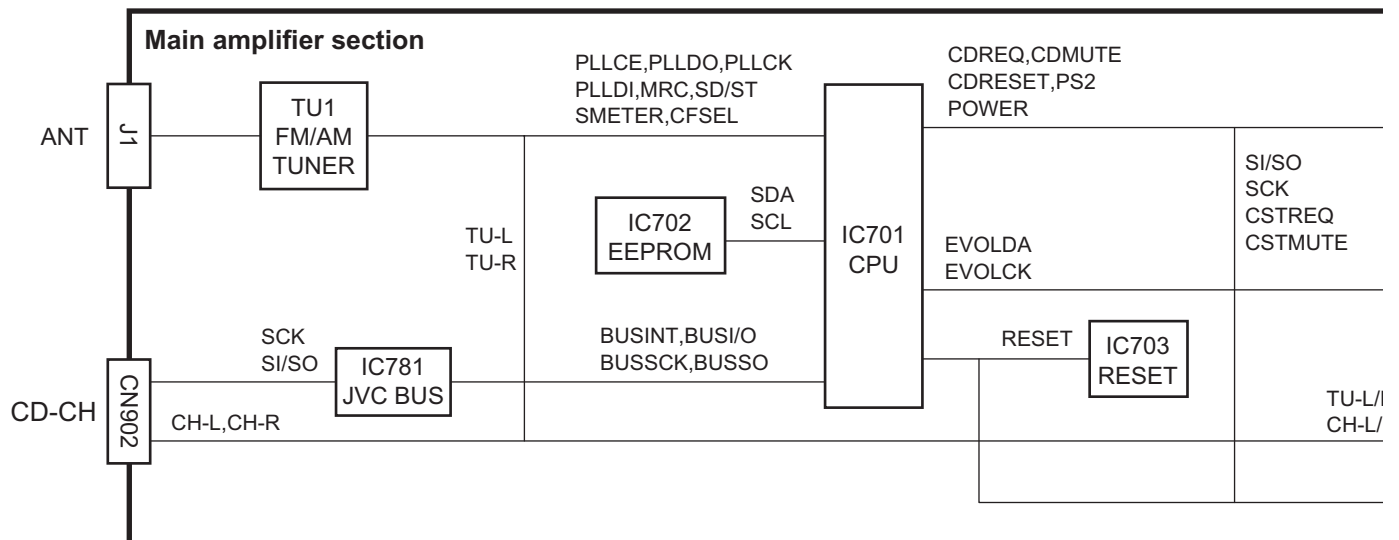 Main amplifier section
ANT
J1
TU1
FM/AM
TUNER
PLLCE,PLLDO,PLLCK
PLLDI,MRC,SD/ST
SMETER,CFSEL
CDREQ,CDMUTE
CDRESET,PS2
POWER
SI/SO
SCK
CSTREQ
CSTMUTE
TU-L
TU-R
IC702
EEPROM
SDA
SCL
IC701
CPU
EVOLDA
EVOLCK
CD-CH
CN902
SCK
SI/SO
IC781
JVC BUS
BUSINT,BUSI/O
BUSSCK,BUSSO
RESET
IC703
RESET
CH-L,CH-R
TU-L/
CH-L/